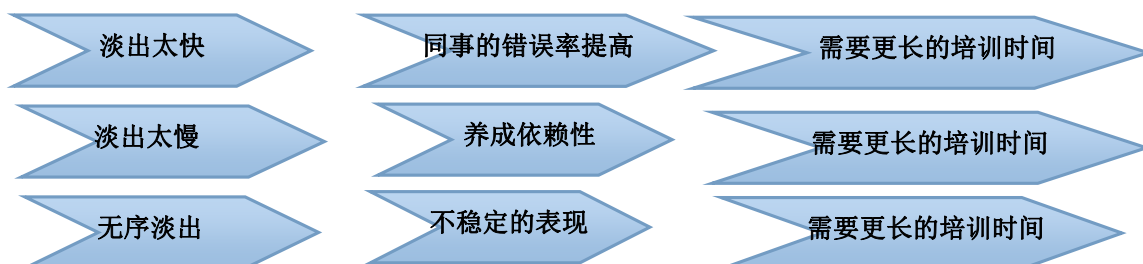 淡出太快
同事的错误率提高
需要更长的培训时间
淡出太慢
养成依赖性
需要更长的培训时间
无序淡出
不稳定的表现
需要更长的培训时间